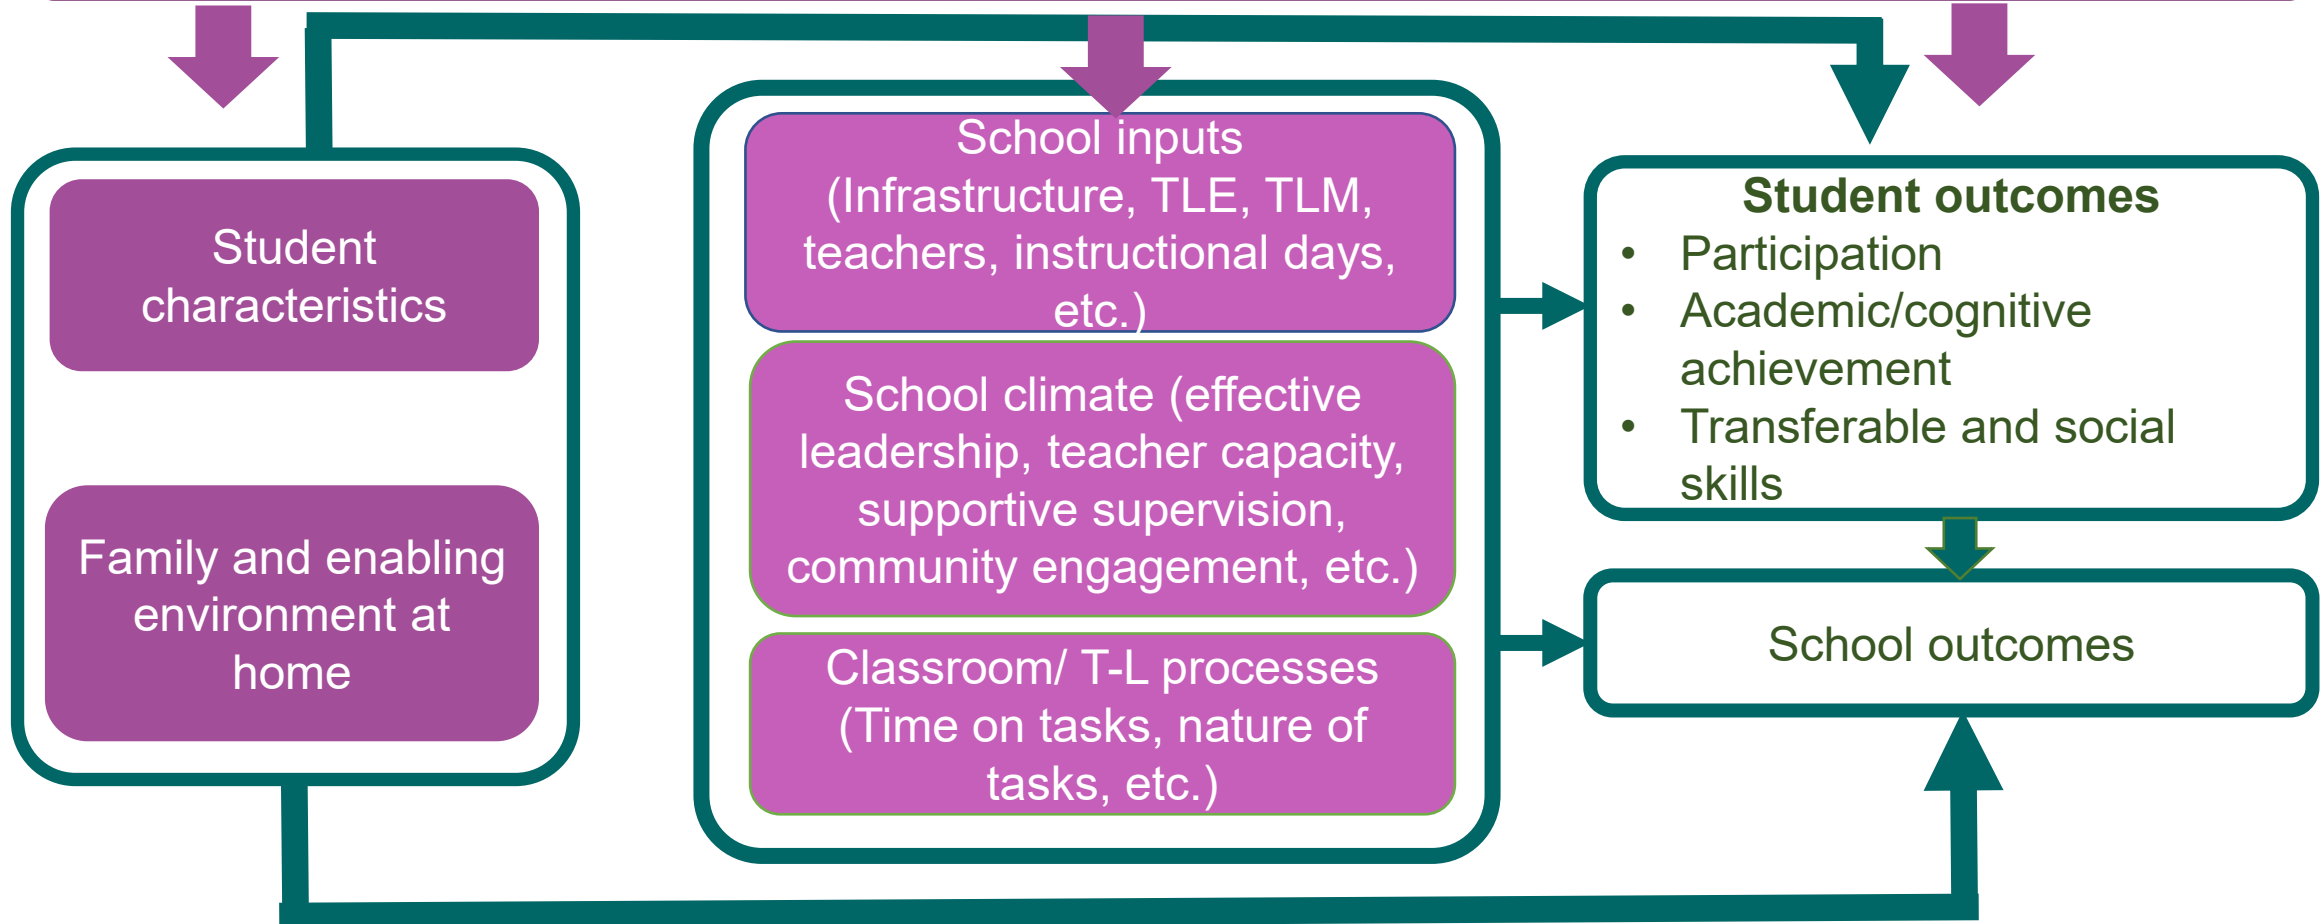 Student
characteristics
Family and enabling
environment at
home
School inputs
(Infrastructure, TLE, TLM,
teachers, instructional days,
etc.)
School climate (effective
leadership, teacher capacity,
supportive supervision,
community engagement, etc.)
Classroom/ T-L processes
(Time on tasks, nature of
tasks, etc.)
Student outcomes
• Participation
• Academic/cognitive
achievement
• Transferable and social
skills
School outcomes